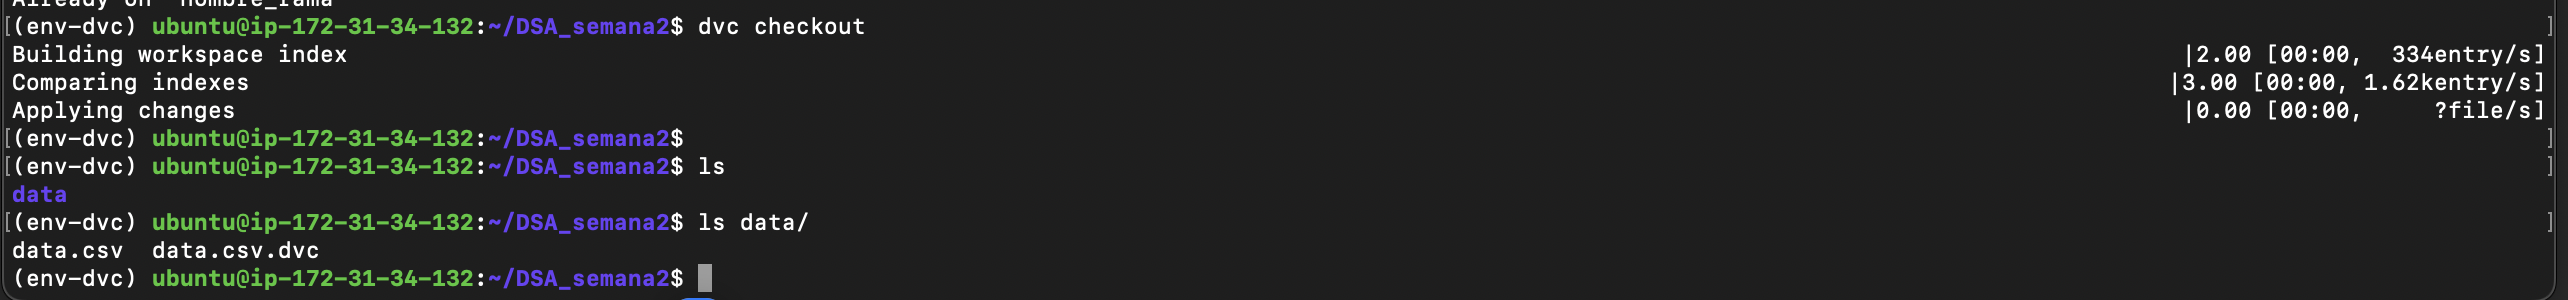 Already on 'nombre_rama'
[(env-dvc) ubuntu@ip-172-31-34-132:~/DSA_semana2$ dvc checkout ]
Building workspace index |2.00 [00:00,  334entry/s]
Comparing indexes |3.00 [00:00, 1.62kentry/s]
Applying changes |0.00 [00:00,     ?file/s]
[(env-dvc) ubuntu@ip-172-31-34-132:~/DSA_semana2$ ]
[(env-dvc) ubuntu@ip-172-31-34-132:~/DSA_semana2$ ls ]
data
[(env-dvc) ubuntu@ip-172-31-34-132:~/DSA_semana2$ ls data/ ]
data.csv  data.csv.dvc
(env-dvc) ubuntu@ip-172-31-34-132:~/DSA_semana2$